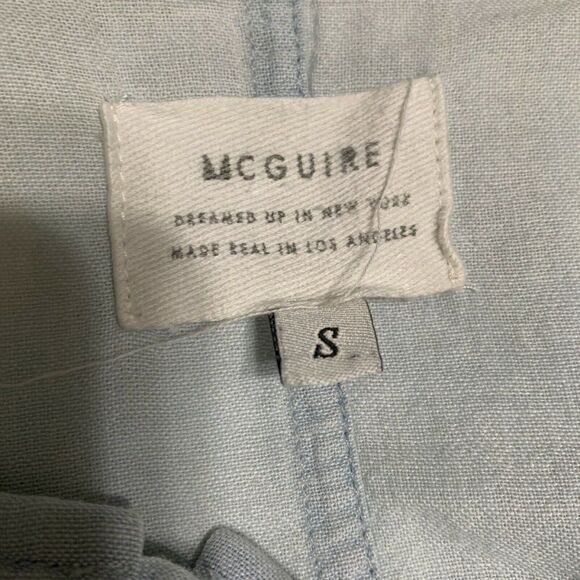 MCGUIRE
DREAMED UP IN NEW YORK
MADE REAL IN LOS ANGELES
S